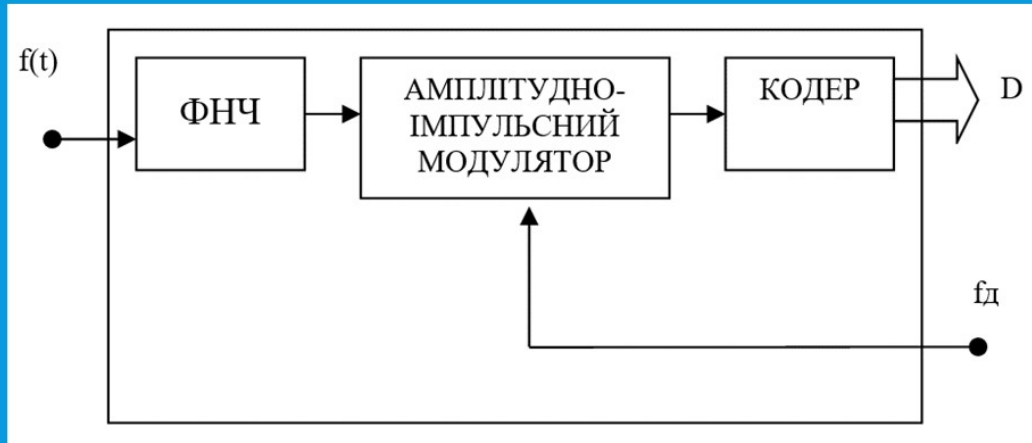 f(t)
ФНЧ
АМПЛІТУДНО-
ІМПУЛЬСНИЙ
МОДУЛЯТОР
КОДЕР
D
fд